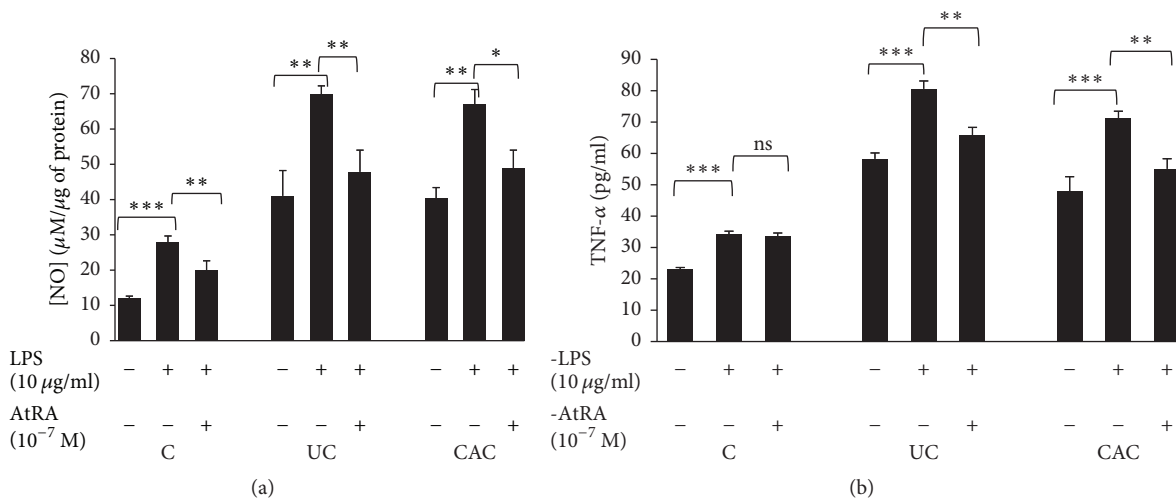 80
70
60
50
40
30
20
10
0
[NO] (μM/μg of protein)
***
**
**
**
**
*
LPS
(10 μg/ml)
− + + − + + − + +
AtRA
(10⁻⁷ M)
− − + − − + − − +
C UC CAC
(a)
90
80
70
60
50
40
30
20
10
0
TNF-α (pg/ml)
***
ns
***
**
***
**
-LPS
(10 μg/ml)
− + + − + + − + +
-AtRA
(10⁻⁷ M)
− − + − − + − − +
C UC CAC
(b)